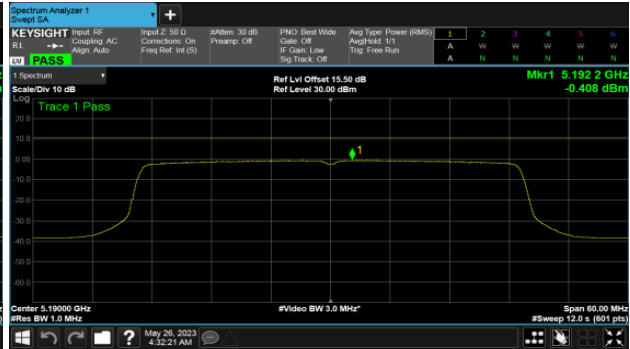 Spectrum Analyzer 1
Swept SA
+
KEYSIGHT
Input: RF
Input Z: 50 Ω
#Atten: 30 dB
PNO: Best Wide
Avg Type: Power (RMS)
1 2 3 4 5 6
RL
Coupling: AC
Corrections: On
Preamp: Off
Gate: Off
Avg|Hold: 1/1
A W W W W W
Align: Auto
Freq Ref: Int (S)
IF Gain: Low
Trig: Free Run
LXI PASS
Sig Track: Off
A N N N N N
1 Spectrum
Ref Lvl Offset 15.50 dB
Mkr1 5.192 2 GHz
Scale/Div 10 dB
Ref Level 30.00 dBm
-0.408 dBm
Log
Trace 1 Pass
20.0
10.0
1
0.00
-10.0
-20.0
-30.0
-40.0
-50.0
-60.0
Center 5.19000 GHz
#Video BW 3.0 MHz*
Span 60.00 MHz
#Res BW 1.0 MHz
#Sweep 12.0 s (601 pts)
?
May 26, 2023
4:32:21 AM